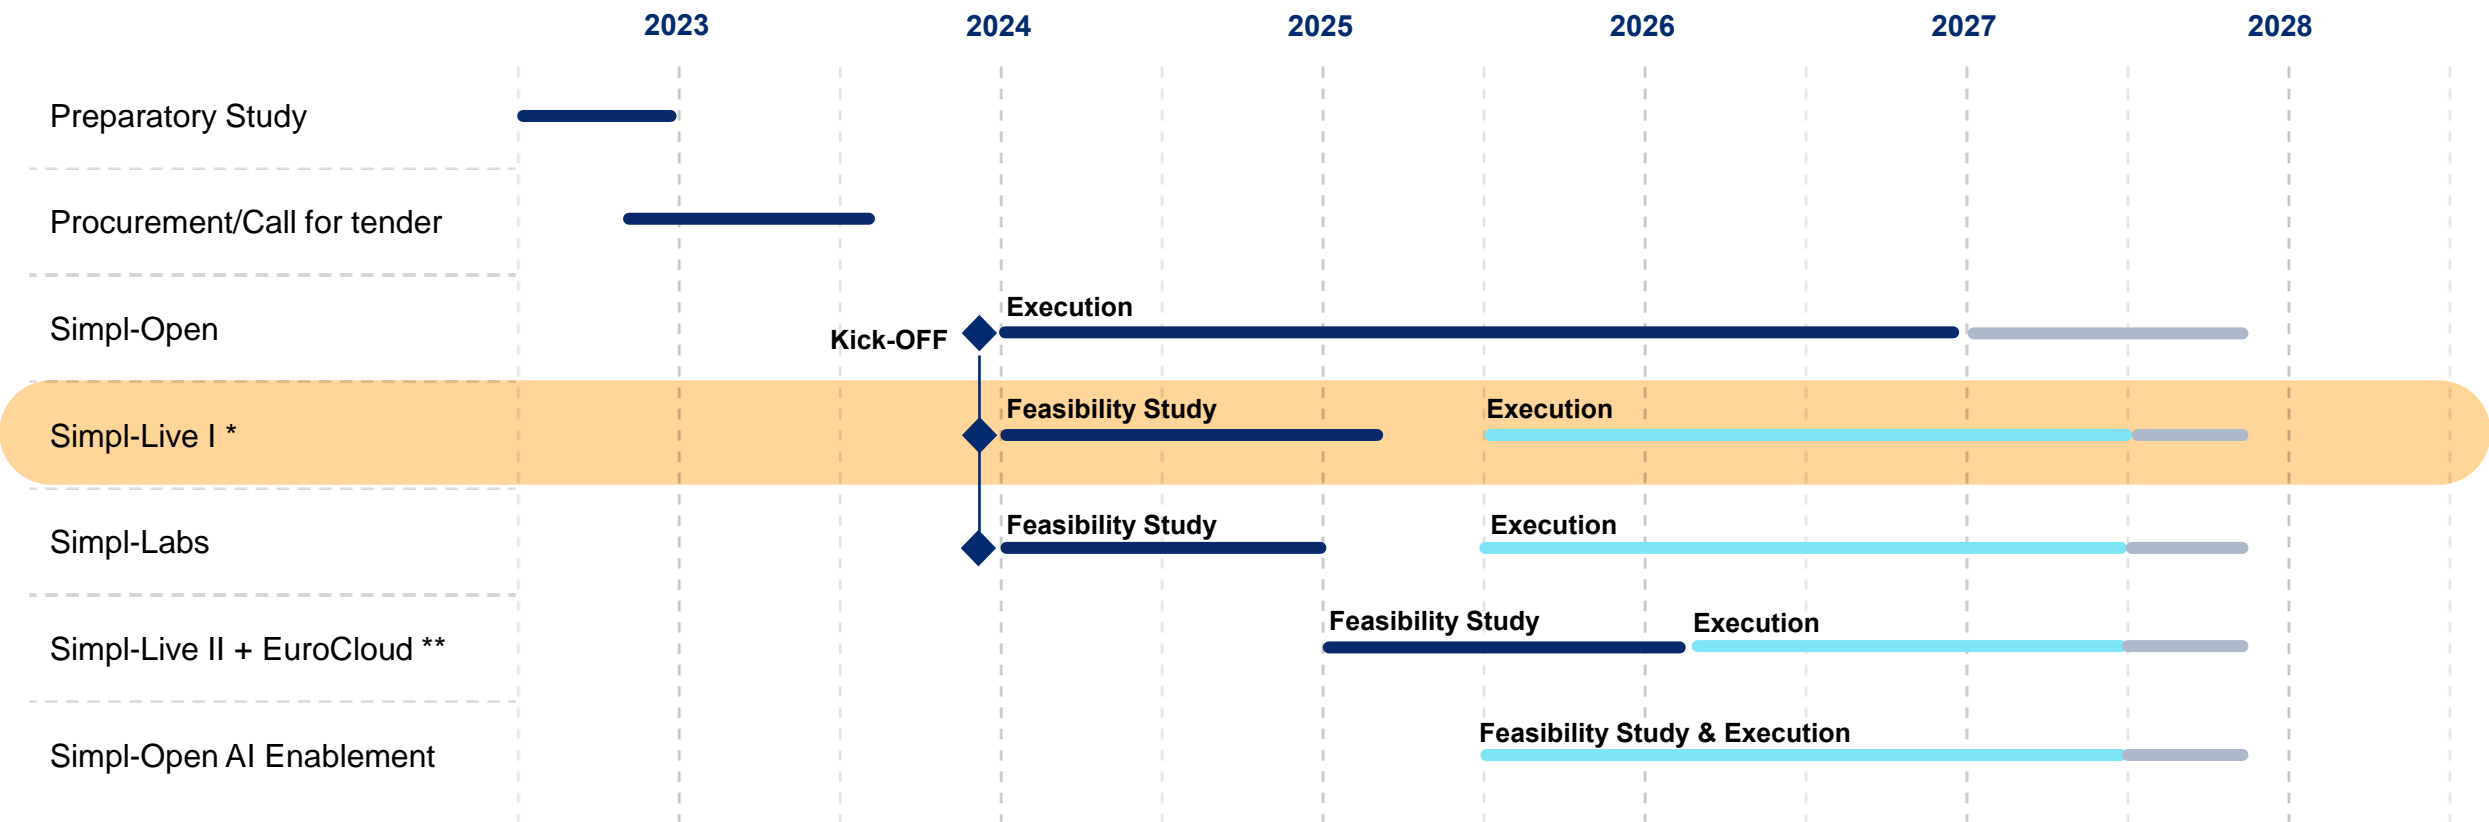 2023 2024 2025 2026 2027 2028
Preparatory Study
Procurement/Call for tender
Simpl-Open
Kick-OFF
Execution
Simpl-Live I *
Feasibility Study
Execution
Simpl-Labs
Feasibility Study
Execution
Simpl-Live II + EuroCloud **
Feasibility Study
Execution
Simpl-Open AI Enablement
Feasibility Study & Execution